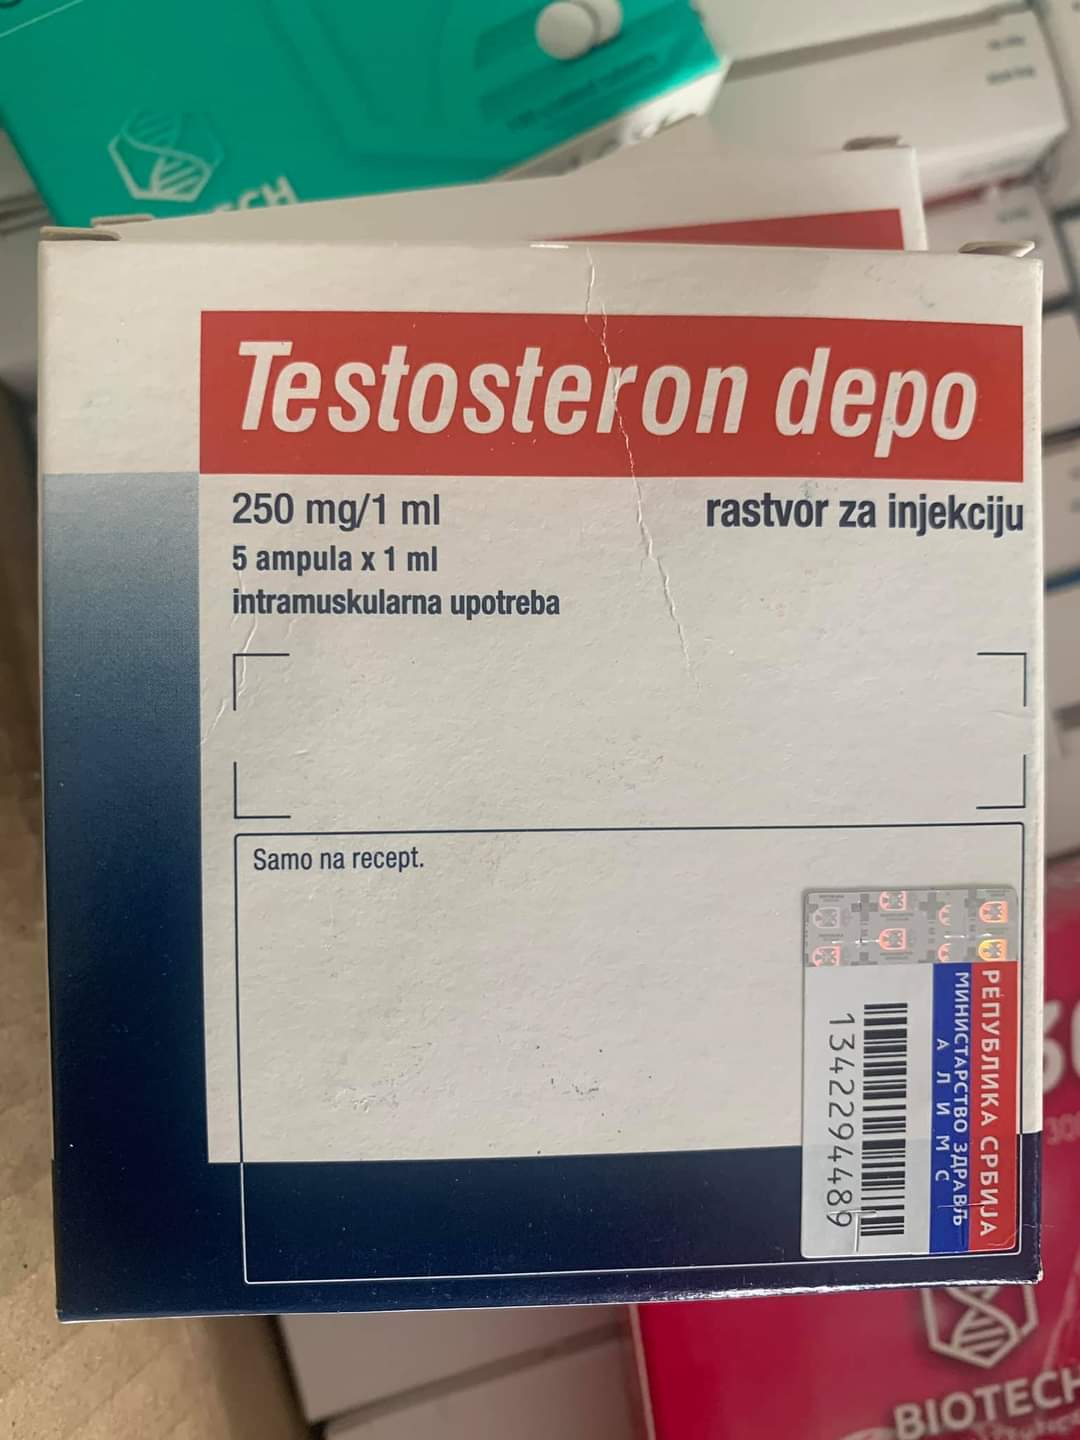 Testosteron depo
250 mg/1 ml
rastvor za injekciju
5 ampula x 1 ml
intramuskularna upotreba
Samo na recept.
РЕПУБЛИКА СРБИЈА
МИНИСТАРСТВО ЗДРАВЉ
А Л И М С
13422944489
BIOTECH